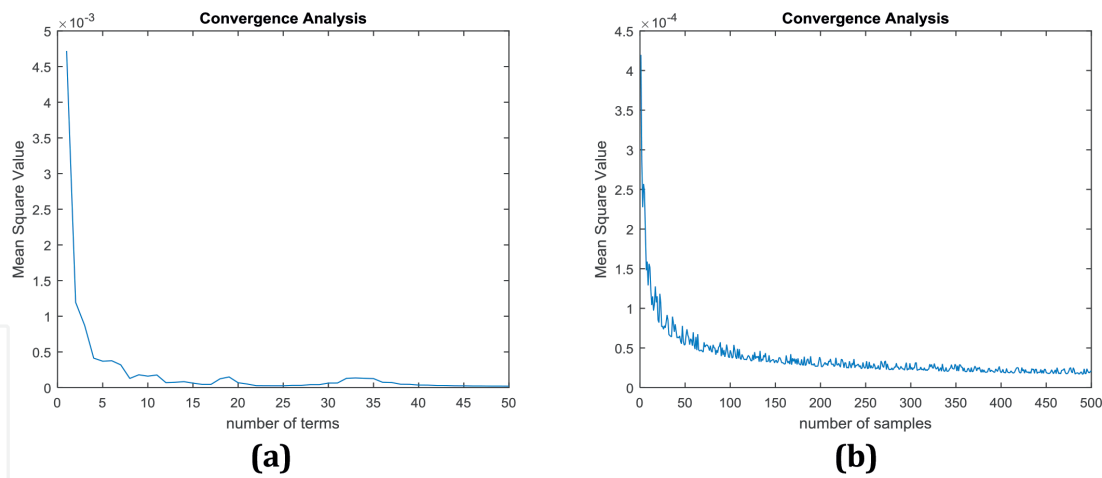 Convergence Analysis
×10-3
5
4.5
4
3.5
3
2.5
2
1.5
1
0.5
0
Mean Square Value
0 5 10 15 20 25 30 35 40 45 50
number of terms
(a)
Convergence Analysis
×10-4
4.5
4
3.5
3
2.5
2
1.5
1
0.5
0
Mean Square Value
0 50 100 150 200 250 300 350 400 450 500
number of samples
(b)